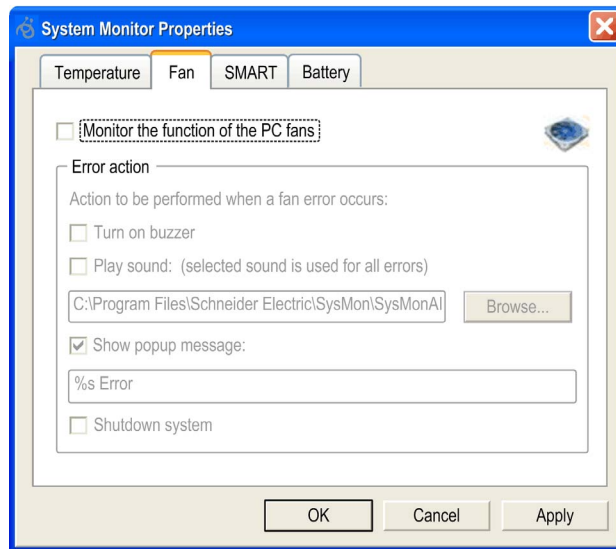 System Monitor Properties
Temperature Fan SMART Battery
Monitor the function of the PC fans
Error action
Action to be performed when a fan error occurs:
Turn on buzzer
Play sound: (selected sound is used for all errors)
C:\Program Files\Schneider Electric\SysMon\SysMonAl Browse...
Show popup message:
%s Error
Shutdown system
OK Cancel Apply